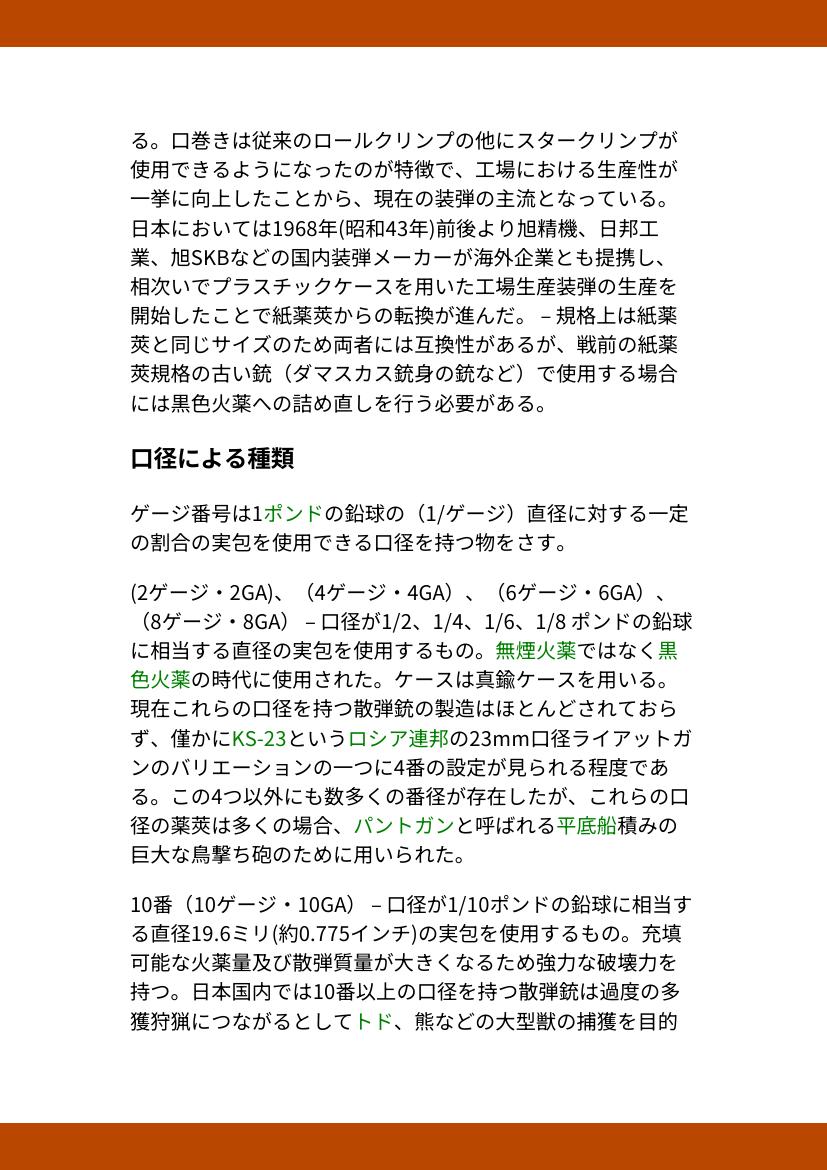 る。口巻きは従来のロールクリンプの他にスタークリンプが
使用できるようになったのが特徴で、工場における生産性が
一挙に向上したことから、現在の装弾の主流となっている。
日本においては1968年(昭和43年)前後より旭精機、日邦工
業、旭SKBなどの国内装弾メーカーが海外企業とも提携し、
相次いでプラスチックケースを用いた工場生産装弾の生産を
開始したことで紙薬莢からの転換が進んだ。 – 規格上は紙薬
莢と同じサイズのため両者には互換性があるが、戦前の紙薬
莢規格の古い銃（ダマスカス銃身の銃など）で使用する場合
には黒色火薬への詰め直しを行う必要がある。
口径による種類
ゲージ番号は1ポンドの鉛球の（1/ゲージ）直径に対する一定
の割合の実包を使用できる口径を持つ物をさす。
(2ゲージ・2GA)、（4ゲージ・4GA）、（6ゲージ・6GA）、
（8ゲージ・8GA） – 口径が1/2、1/4、1/6、1/8 ポンドの鉛球
に相当する直径の実包を使用するもの。無煙火薬ではなく黒
色火薬の時代に使用された。ケースは真鍮ケースを用いる。
現在これらの口径を持つ散弾銃の製造はほとんどされておら
ず、僅かにKS-23というロシア連邦の23mm口径ライアットガ
ンのバリエーションの一つに4番の設定が見られる程度であ
る。この4つ以外にも数多くの番径が存在したが、これらの口
径の薬莢は多くの場合、パントガンと呼ばれる平底船積みの
巨大な鳥撃ち砲のために用いられた。
10番（10ゲージ・10GA） – 口径が1/10ポンドの鉛球に相当す
る直径19.6ミリ(約0.775インチ)の実包を使用するもの。充填
可能な火薬量及び散弾質量が大きくなるため強力な破壊力を
持つ。日本国内では10番以上の口径を持つ散弾銃は過度の多
獲狩猟につながるとしてトド、熊などの大型獣の捕獲を目的